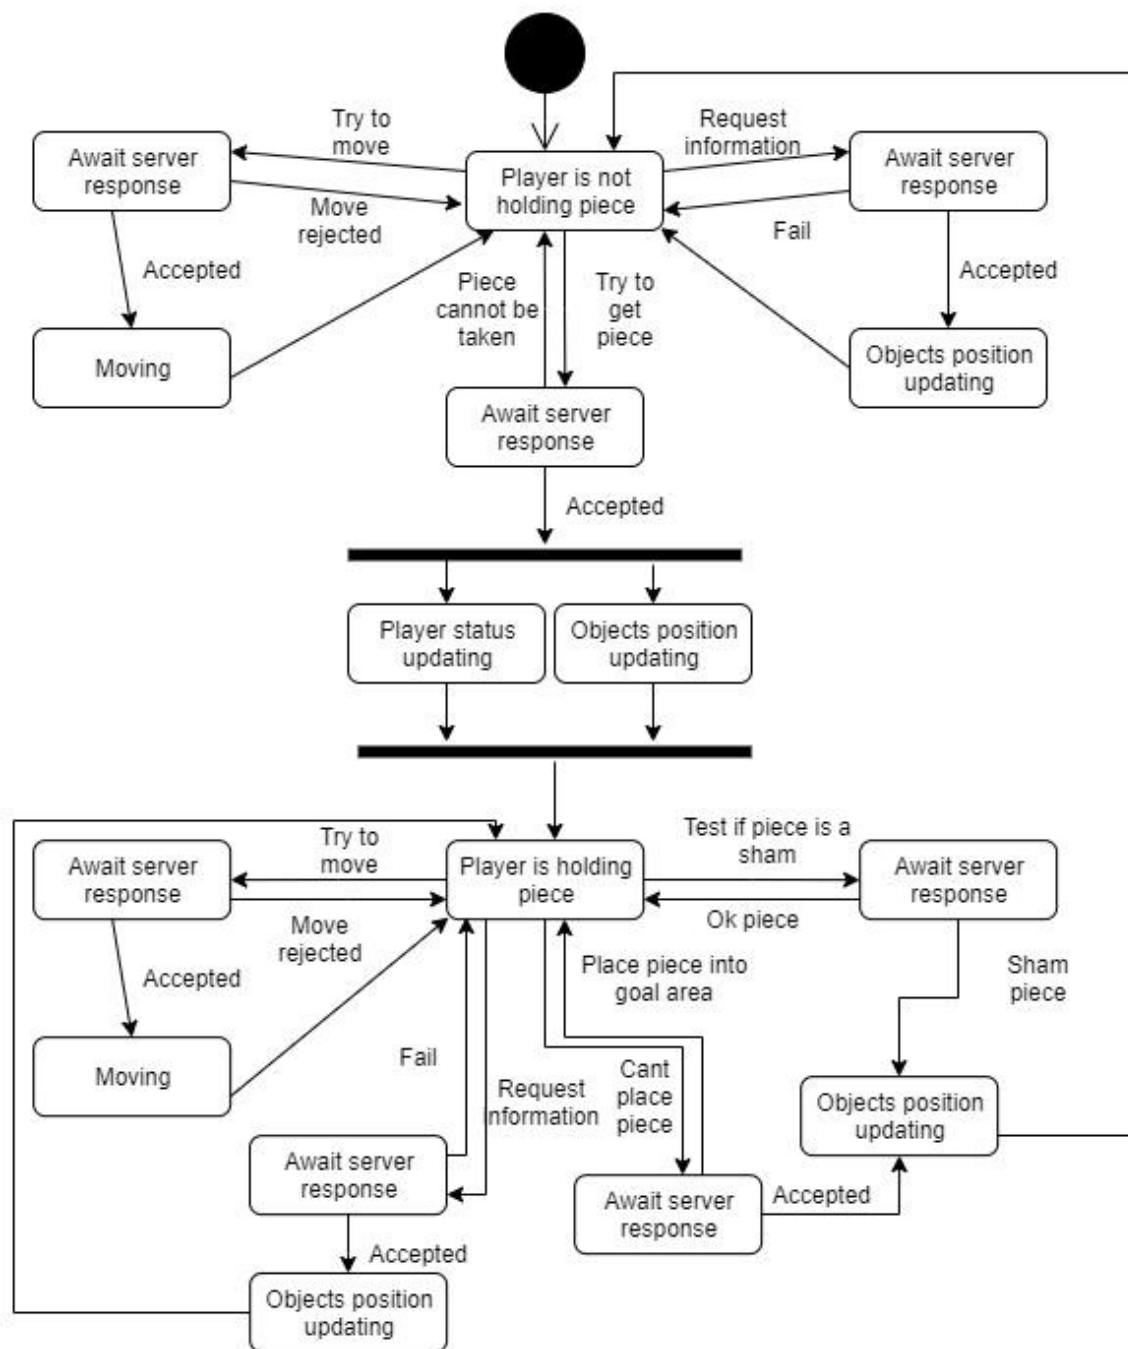 Try to
move
Request
information
Await server
response
Player is not
holding piece
Await server
response
Move
rejected
Fail
Accepted
Piece
cannot be
taken
Try to
get
piece
Accepted
Moving
Objects position
updating
Await server
response
Accepted
Player status
updating
Objects position
updating
Try to
move
Test if piece is a
sham
Await server
response
Player is holding
piece
Await server
response
Ok piece
Move
rejected
Accepted
Place piece into
goal area
Sham
piece
Moving
Fail
Request
information
Cant
place
piece
Objects position
updating
Await server
response
Await server
response
Accepted
Accepted
Objects position
updating